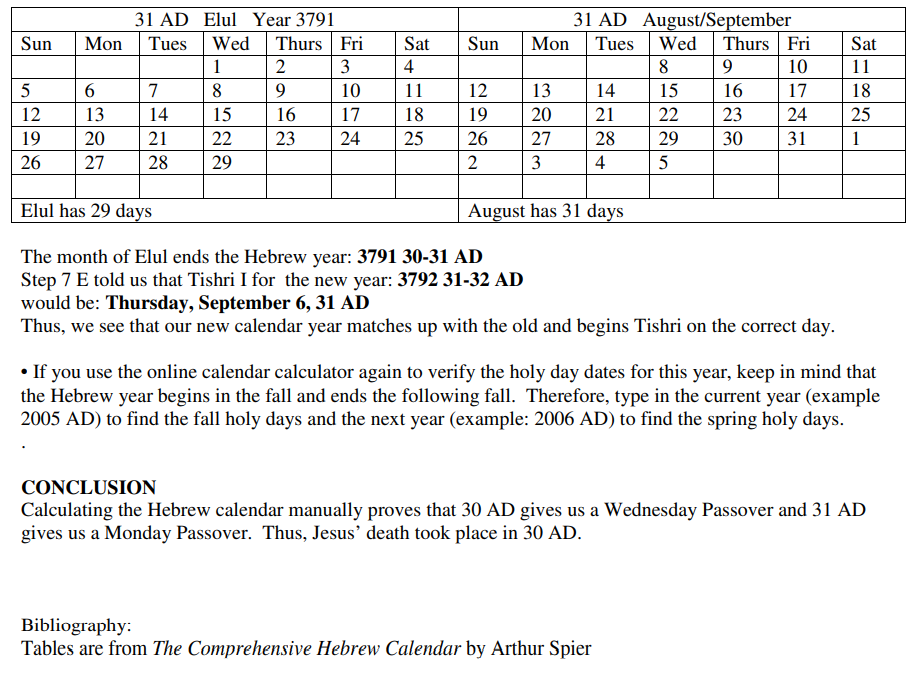 31 AD Elul Year 3791 31 AD August/September
Sun Mon Tues Wed Thurs Fri Sat Sun Mon Tues Wed Thurs Fri Sat
1 2 3 4 8 9 10 11
5 6 7 8 9 10 11 12 13 14 15 16 17 18
12 13 14 15 16 17 18 19 20 21 22 23 24 25
19 20 21 22 23 24 25 26 27 28 29 30 31 1
26 27 28 29 2 3 4 5
Elul has 29 days August has 31 days
The month of Elul ends the Hebrew year: 3791 30-31 AD
Step 7 E told us that Tishri I for the new year: 3792 31-32 AD
would be: Thursday, September 6, 31 AD
Thus, we see that our new calendar year matches up with the old and begins Tishri on the correct day.
• If you use the online calendar calculator again to verify the holy day dates for this year, keep in mind that
the Hebrew year begins in the fall and ends the following fall. Therefore, type in the current year (example
2005 AD) to find the fall holy days and the next year (example: 2006 AD) to find the spring holy days.
.
CONCLUSION
Calculating the Hebrew calendar manually proves that 30 AD gives us a Wednesday Passover and 31 AD
gives us a Monday Passover. Thus, Jesus’ death took place in 30 AD.
Bibliography:
Tables are from The Comprehensive Hebrew Calendar by Arthur Spier